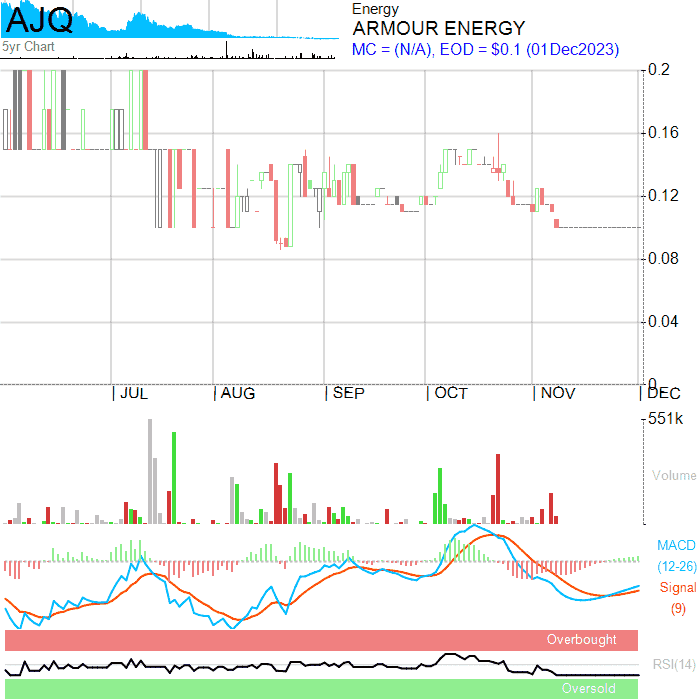 AJQ
5yr Chart
Energy
ARMOUR ENERGY
MC = (N/A), EOD = $0.1 (01Dec2023)
0.2
0.16
0.12
0.08
0.04
0
JUL AUG SEP OCT NOV DEC
551k
Volume
MACD
(12-26)
Signal
(9)
Overbought
RSI(14)
Oversold